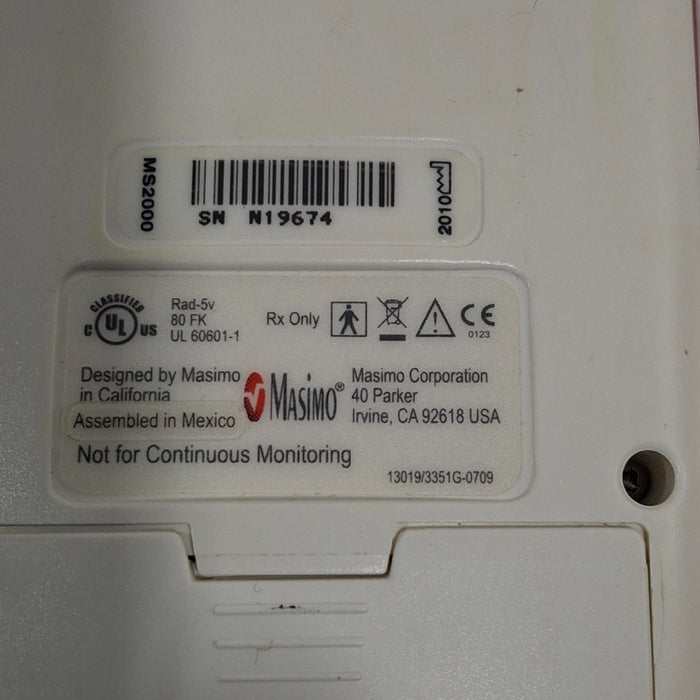 MS2000
SN N19674
2010
CLASSIFIED
C UL US
Rad-5v
80 FK
UL 60601-1
Rx Only
CE
0123
Designed by Masimo
in California
Assembled in Mexico
MASIMO®
Masimo Corporation
40 Parker
Irvine, CA 92618 USA
Not for Continuous Monitoring
13019/3351G-0709